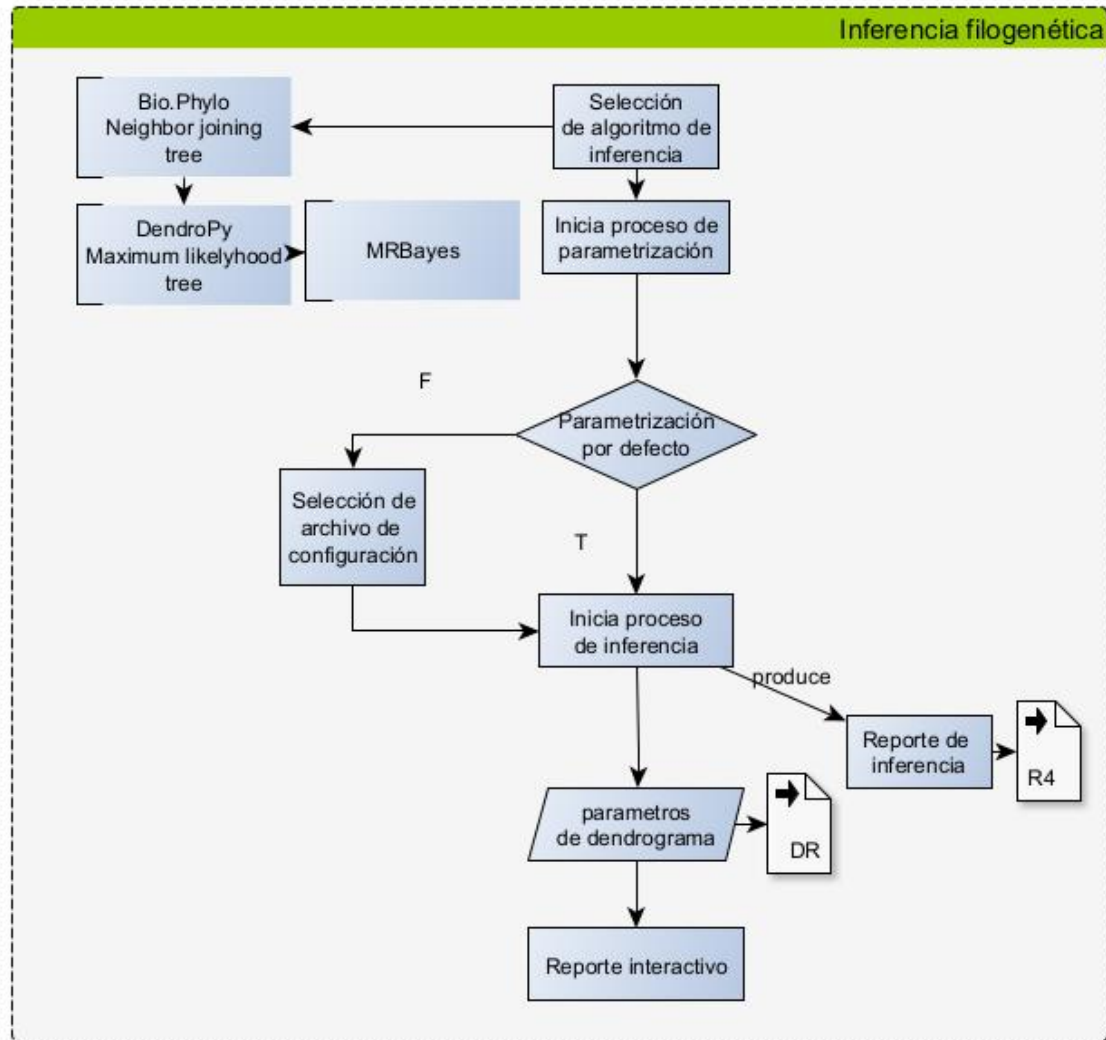 Inferencia filogenética
Bio.Phylo
Neighbor joining
tree
Selección
de algoritmo de
inferencia
DendroPy
Maximum likelyhood
tree
MRBayes
Inicia proceso de
parametrización
F
Parametrización
por defecto
Selección de
archivo de
configuración
T
Inicia proceso
de inferencia
produce
Reporte de
inferencia
R4
parametros
de dendrograma
DR
Reporte interactivo